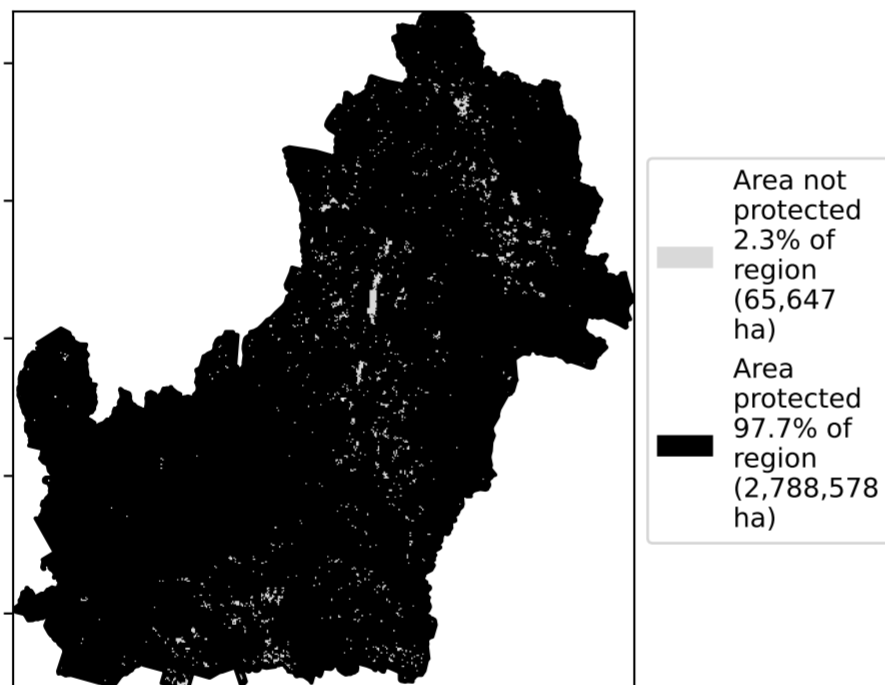 Area not
protected
2.3% of
region
(65,647
ha)
Area
protected
97.7% of
region
(2,788,578
ha)